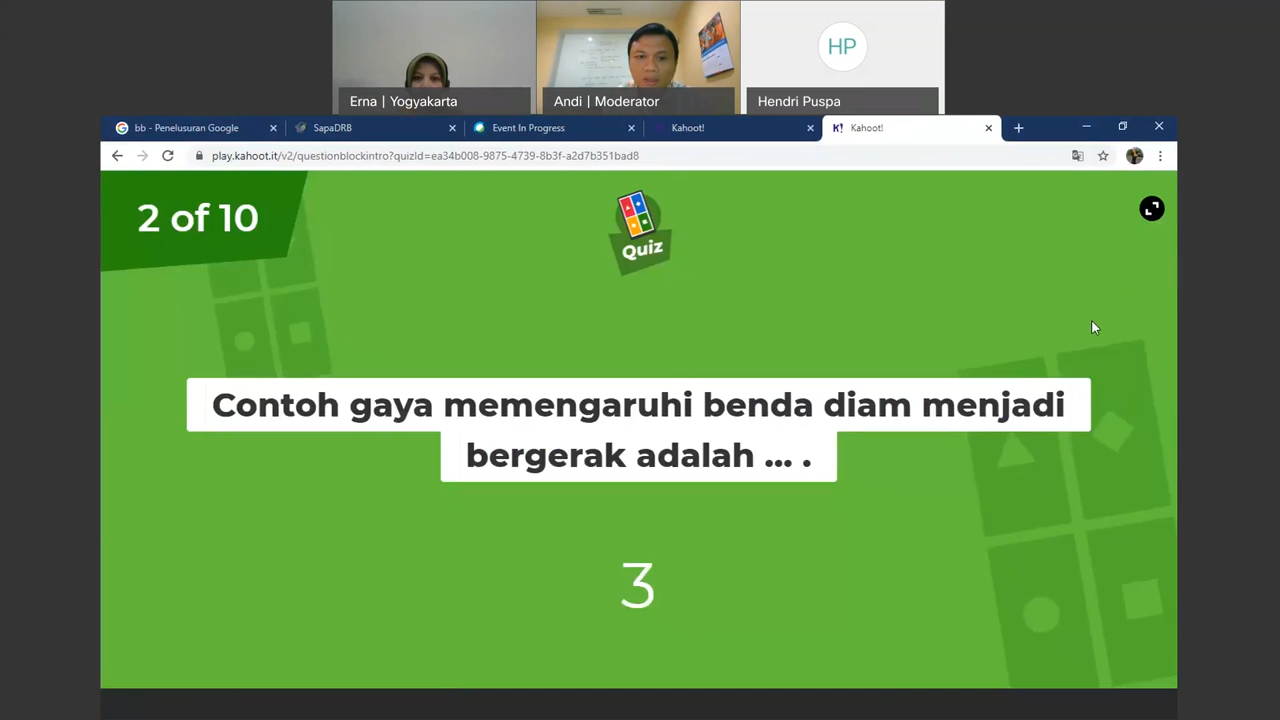 Erna | Yogyakarta
Andi | Moderator
HP
Hendri Puspa
bb - Penelusuran Google
SapaDRB
Event In Progress
Kahoot!
K! Kahoot!
play.kahoot.it/v2/questionblockintro?quizId=ea34b008-9875-4739-8b3f-a2d7b351bad8
2 of 10
Quiz
Contoh gaya memengaruhi benda diam menjadi
bergerak adalah ... .
3